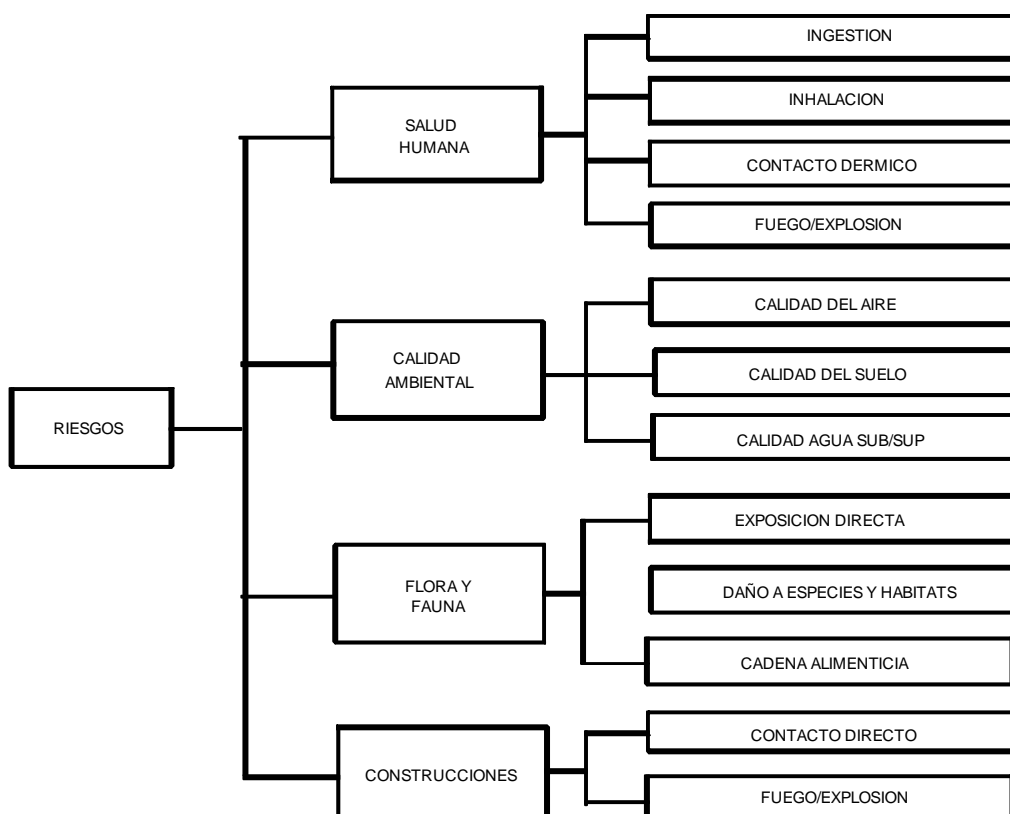 RIESGOS
SALUD
HUMANA
INGESTION
INHALACION
CONTACTO DERMICO
FUEGO/EXPLOSION
CALIDAD
AMBIENTAL
CALIDAD DEL AIRE
CALIDAD DEL SUELO
CALIDAD AGUA SUB/SUP
FLORA Y
FAUNA
EXPOSICION DIRECTA
DAÑO A ESPECIES Y HABITATS
CADENA ALIMENTICIA
CONSTRUCCIONES
CONTACTO DIRECTO
FUEGO/EXPLOSION